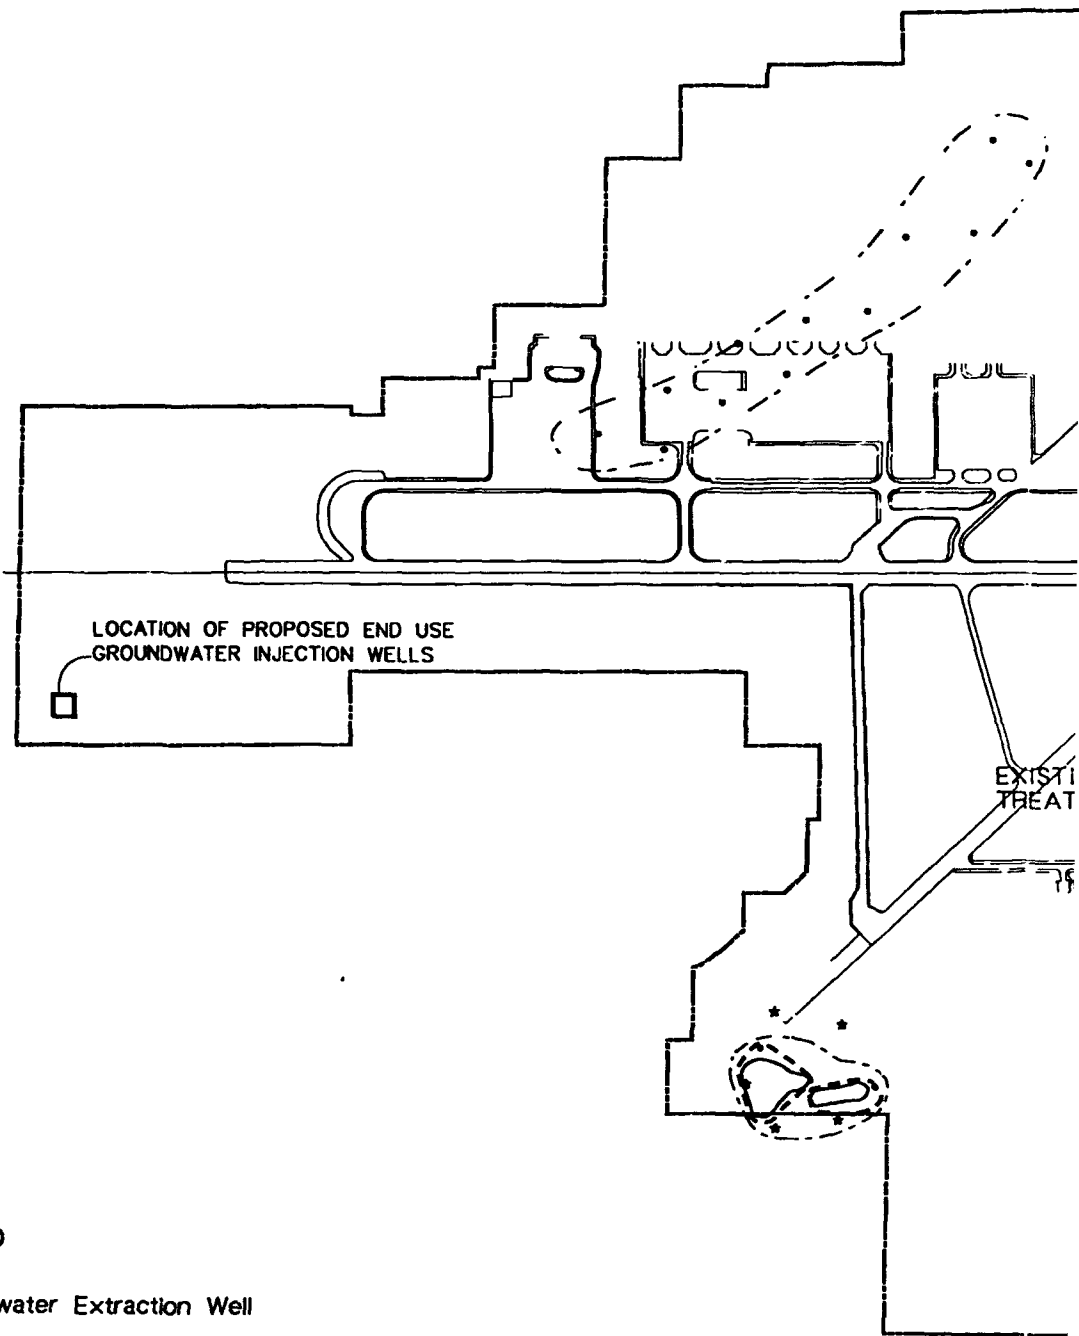 LOCATION OF PROPOSED END USE
GROUNDWATER INJECTION WELLS
EXISTI
TREAT
water Extraction Well